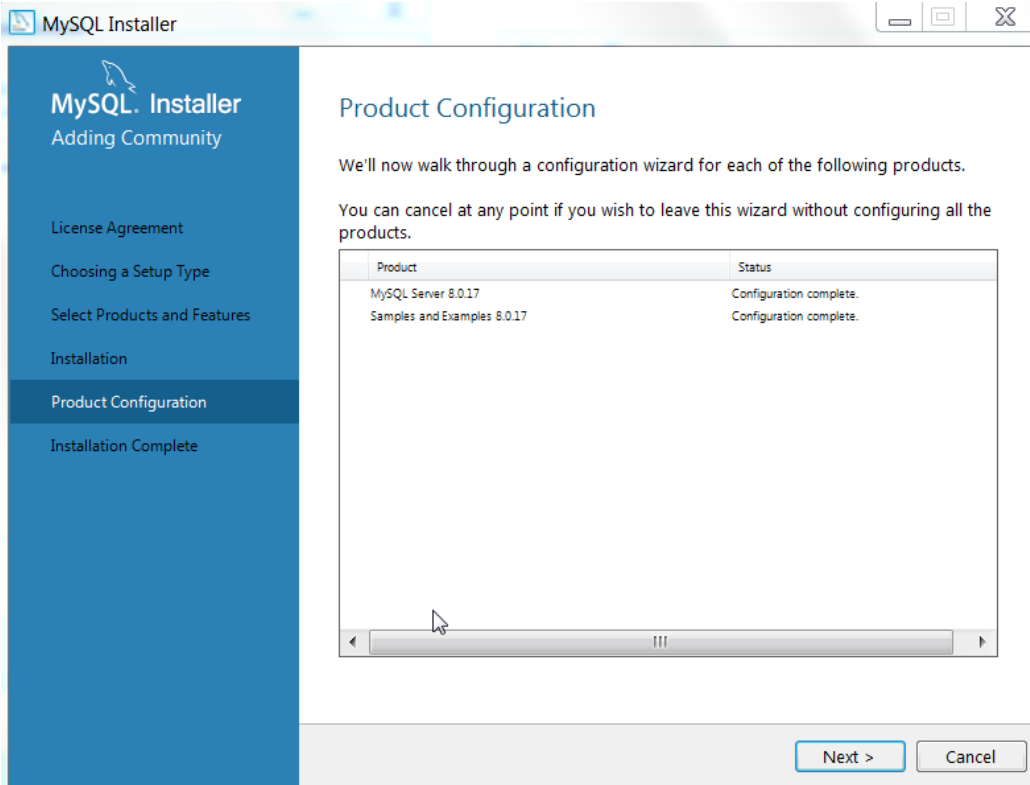 MySQL Installer
MySQL. Installer
Adding Community
License Agreement
Choosing a Setup Type
Select Products and Features
Installation
Product Configuration
Installation Complete
Product Configuration
We'll now walk through a configuration wizard for each of the following products.
You can cancel at any point if you wish to leave this wizard without configuring all the
products.
Product Status
MySQL Server 8.0.17 Configuration complete.
Samples and Examples 8.0.17 Configuration complete.
Next > Cancel